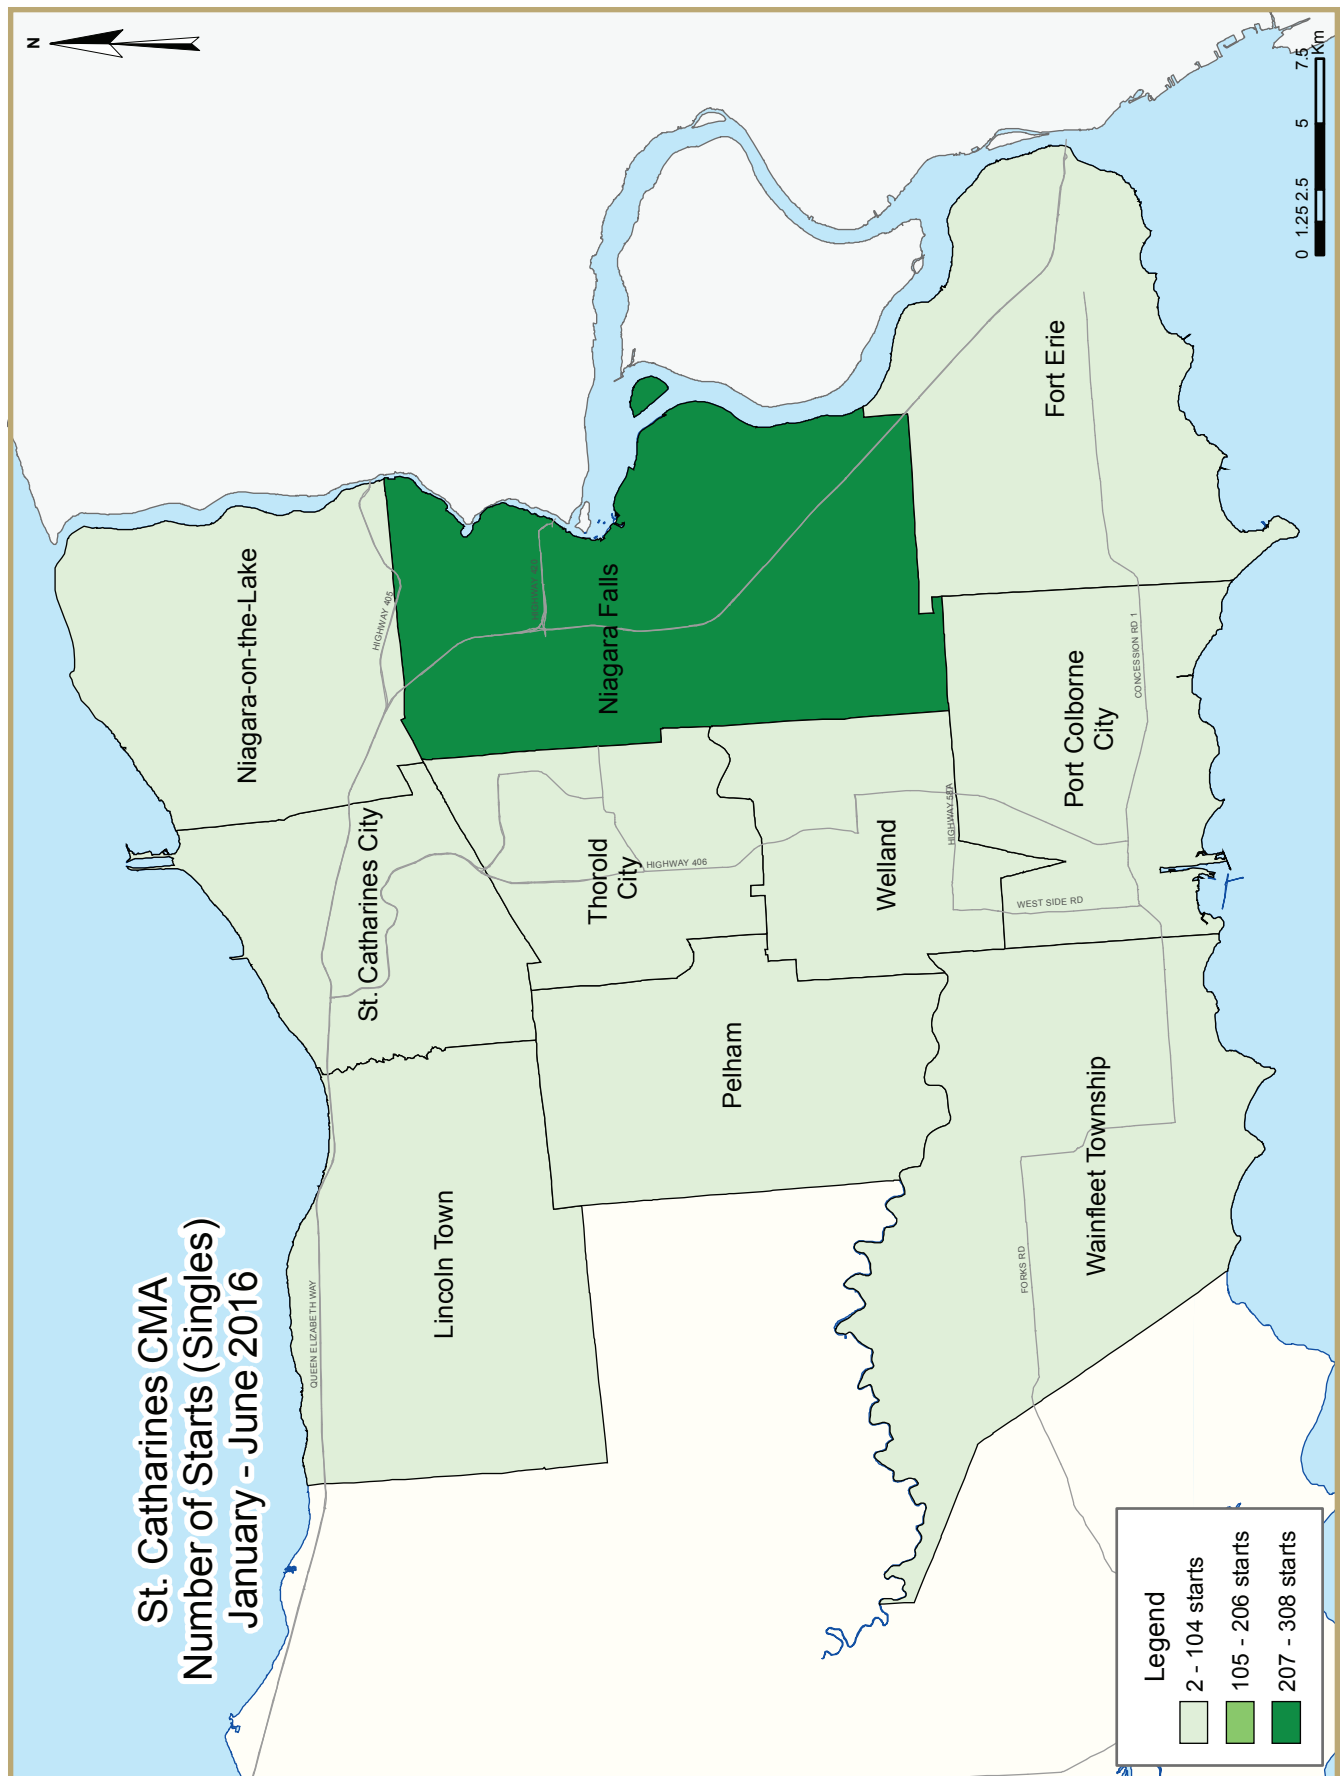 St. Catharines CMA
Number of Starts (Singles)
January - June 2016
N
Niagara-on-the-Lake
HIGHWAY 405
St. Catharines City
QUEEN ELIZABETH WAY
Lincoln Town
Niagara Falls
Thorold
City
HIGHWAY 406
Pelham
Welland
HIGHWAY 58A
WEST SIDE RD
Port Colborne
City
CONCESSION RD 1
Fort Erie
Wainfleet Township
FORKS RD
Legend
2 - 104 starts
105 - 206 starts
207 - 308 starts
0 1.25 2.5 5 7.5
Km